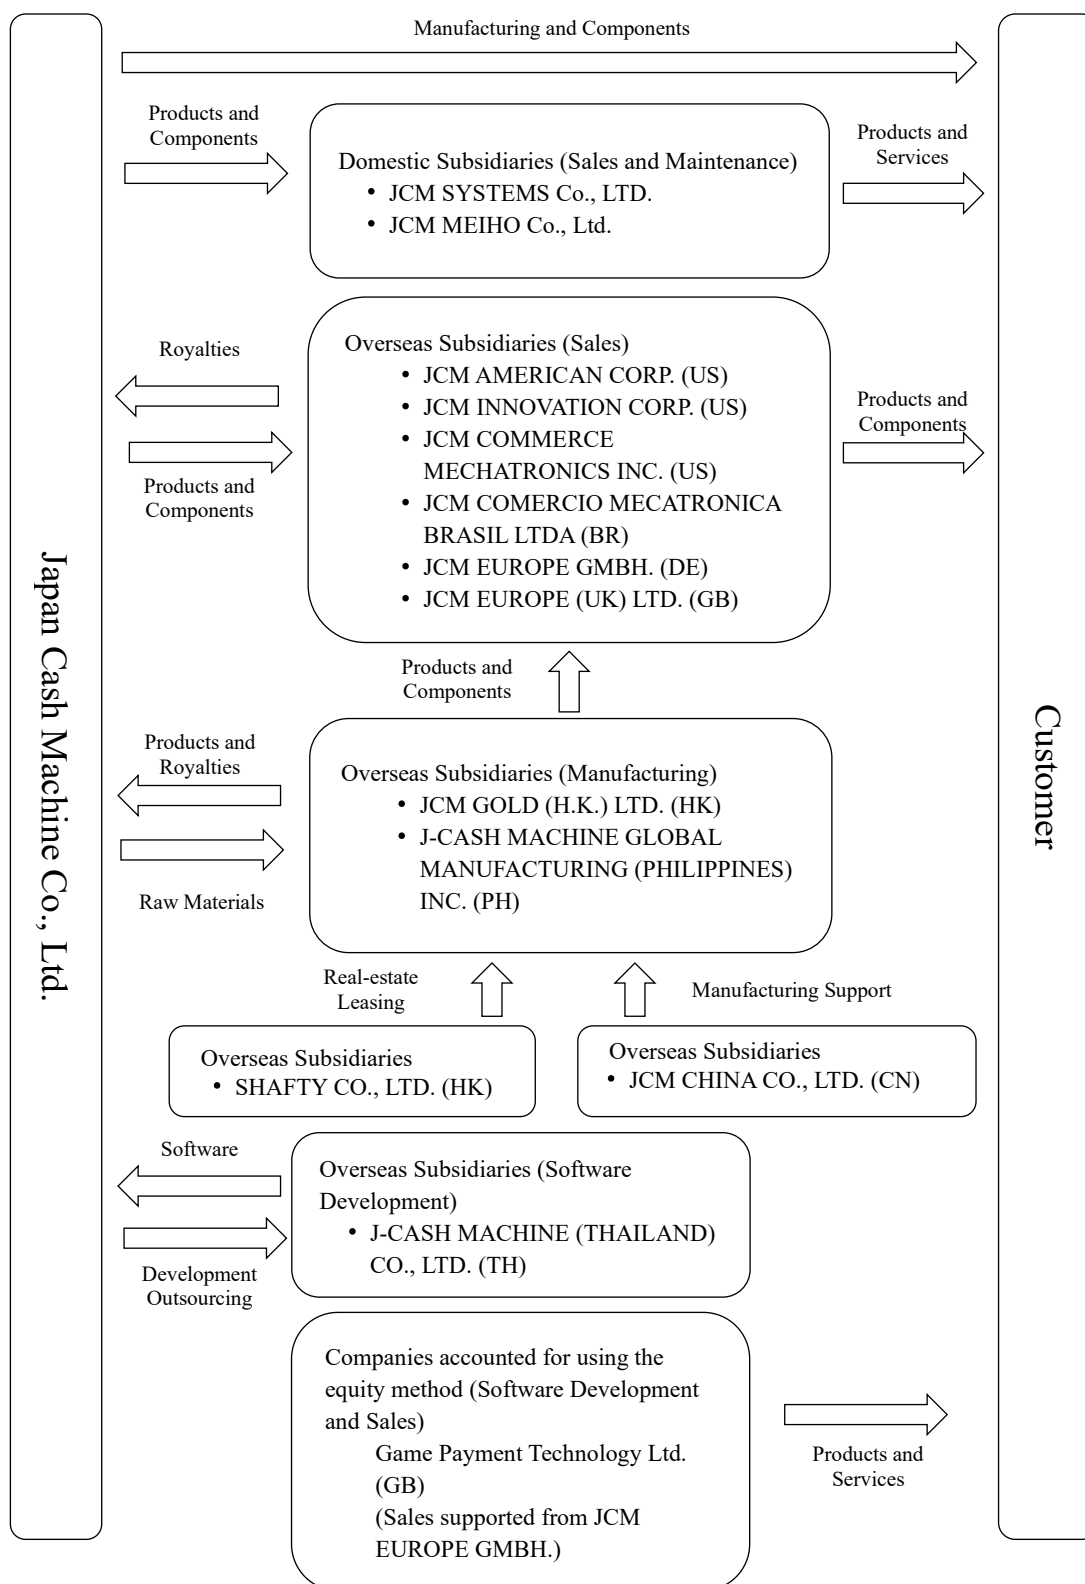 Manufacturing and Components
Products and
Components
Domestic Subsidiaries (Sales and Maintenance)
• JCM SYSTEMS Co., LTD.
• JCM MEIHO Co., Ltd.
Products and
Services
Royalties
Products and
Components
Overseas Subsidiaries (Sales)
• JCM AMERICAN CORP. (US)
• JCM INNOVATION CORP. (US)
• JCM COMMERCE
MECHATRONICS INC. (US)
• JCM COMERCIO MECATRONICA
BRASIL LTDA (BR)
• JCM EUROPE GMBH. (DE)
• JCM EUROPE (UK) LTD. (GB)
Products and
Components
Japan Cash Machine Co., Ltd.
Customer
Products and
Components
Products and
Royalties
Raw Materials
Overseas Subsidiaries (Manufacturing)
• JCM GOLD (H.K.) LTD. (HK)
• J-CASH MACHINE GLOBAL
MANUFACTURING (PHILIPPINES)
INC. (PH)
Real-estate
Leasing
Manufacturing Support
Overseas Subsidiaries
• SHAFTY CO., LTD. (HK)
Overseas Subsidiaries
• JCM CHINA CO., LTD. (CN)
Software
Development
Outsourcing
Overseas Subsidiaries (Software
Development)
• J-CASH MACHINE (THAILAND)
CO., LTD. (TH)
Companies accounted for using the
equity method (Software Development
and Sales)
Game Payment Technology Ltd.
(GB)
(Sales supported from JCM
EUROPE GMBH.)
Products and
Services